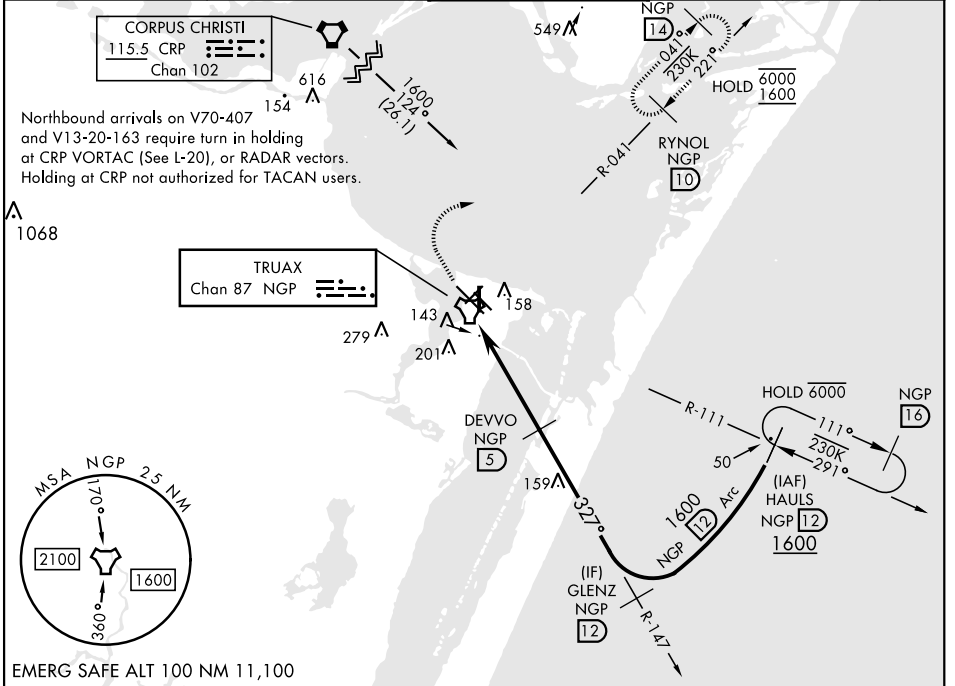 CORPUS CHRISTI
115.5 CRP
Chan 102
616
154
Northbound arrivals on V70-407
and V13-20-163 require turn in holding
at CRP VORTAC (See L-20), or RADAR vectors.
Holding at CRP not authorized for TACAN users.
1068
1600
124°
(26.1)
549
NGP
14
041°
230K
221°
HOLD 6000
1600
R-041
RYNOL
NGP
10
TRUAX
Chan 87 NGP
279
143
201
158
DEVVO
NGP
5
159
327°
HOLD 6000
R-111
111°
230K
291°
NGP
16
50
(IAF)
HAULS
NGP 12
1600
1600
NGP 12 Arc
(IF)
GLENZ
NGP
12
R-147
MSA NGP 25 NM
170°
2100
1600
360°
EMERG SAFE ALT 100 NM 11,100